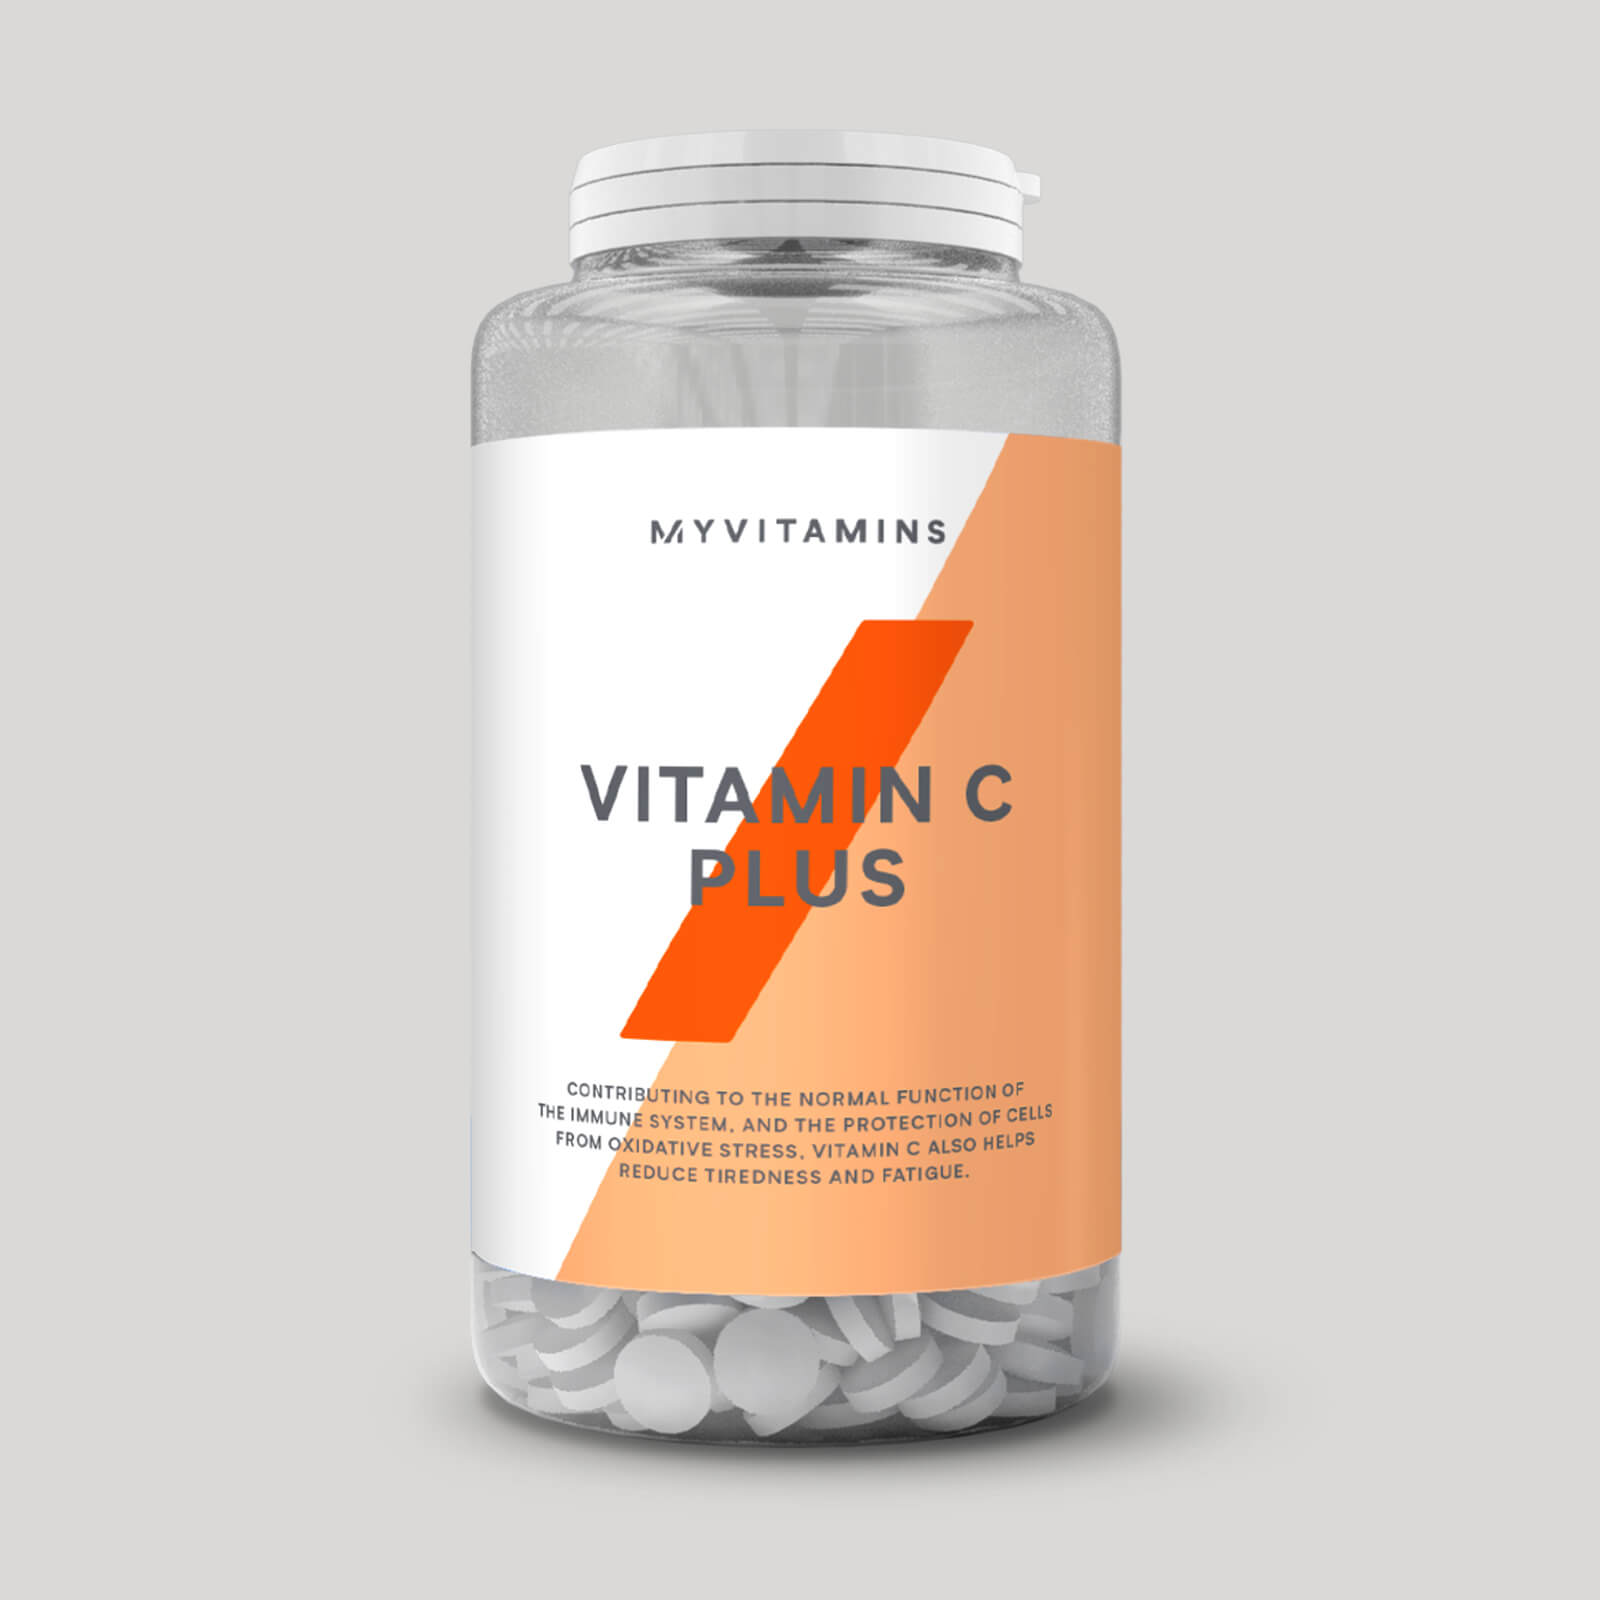 MYVITAMINS
VITAMIN C
PLUS
CONTRIBUTING TO THE NORMAL FUNCTION OF
THE IMMUNE SYSTEM, AND THE PROTECTION OF CELLS
FROM OXIDATIVE STRESS, VITAMIN C ALSO HELPS
REDUCE TIREDNESS AND FATIGUE.